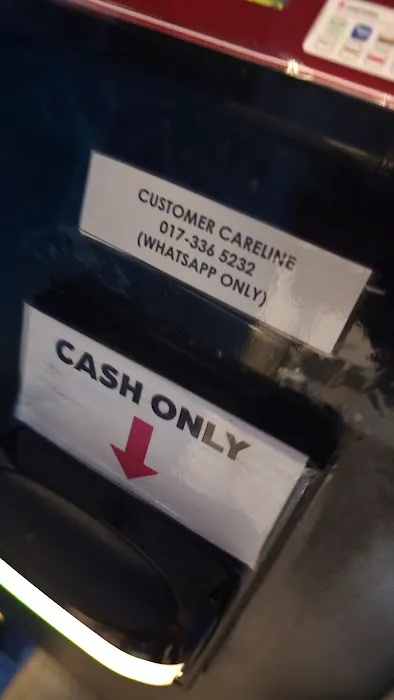 CUSTOMER CARELINE
017-336 5232
(WHATSAPP ONLY)
CASH ONLY